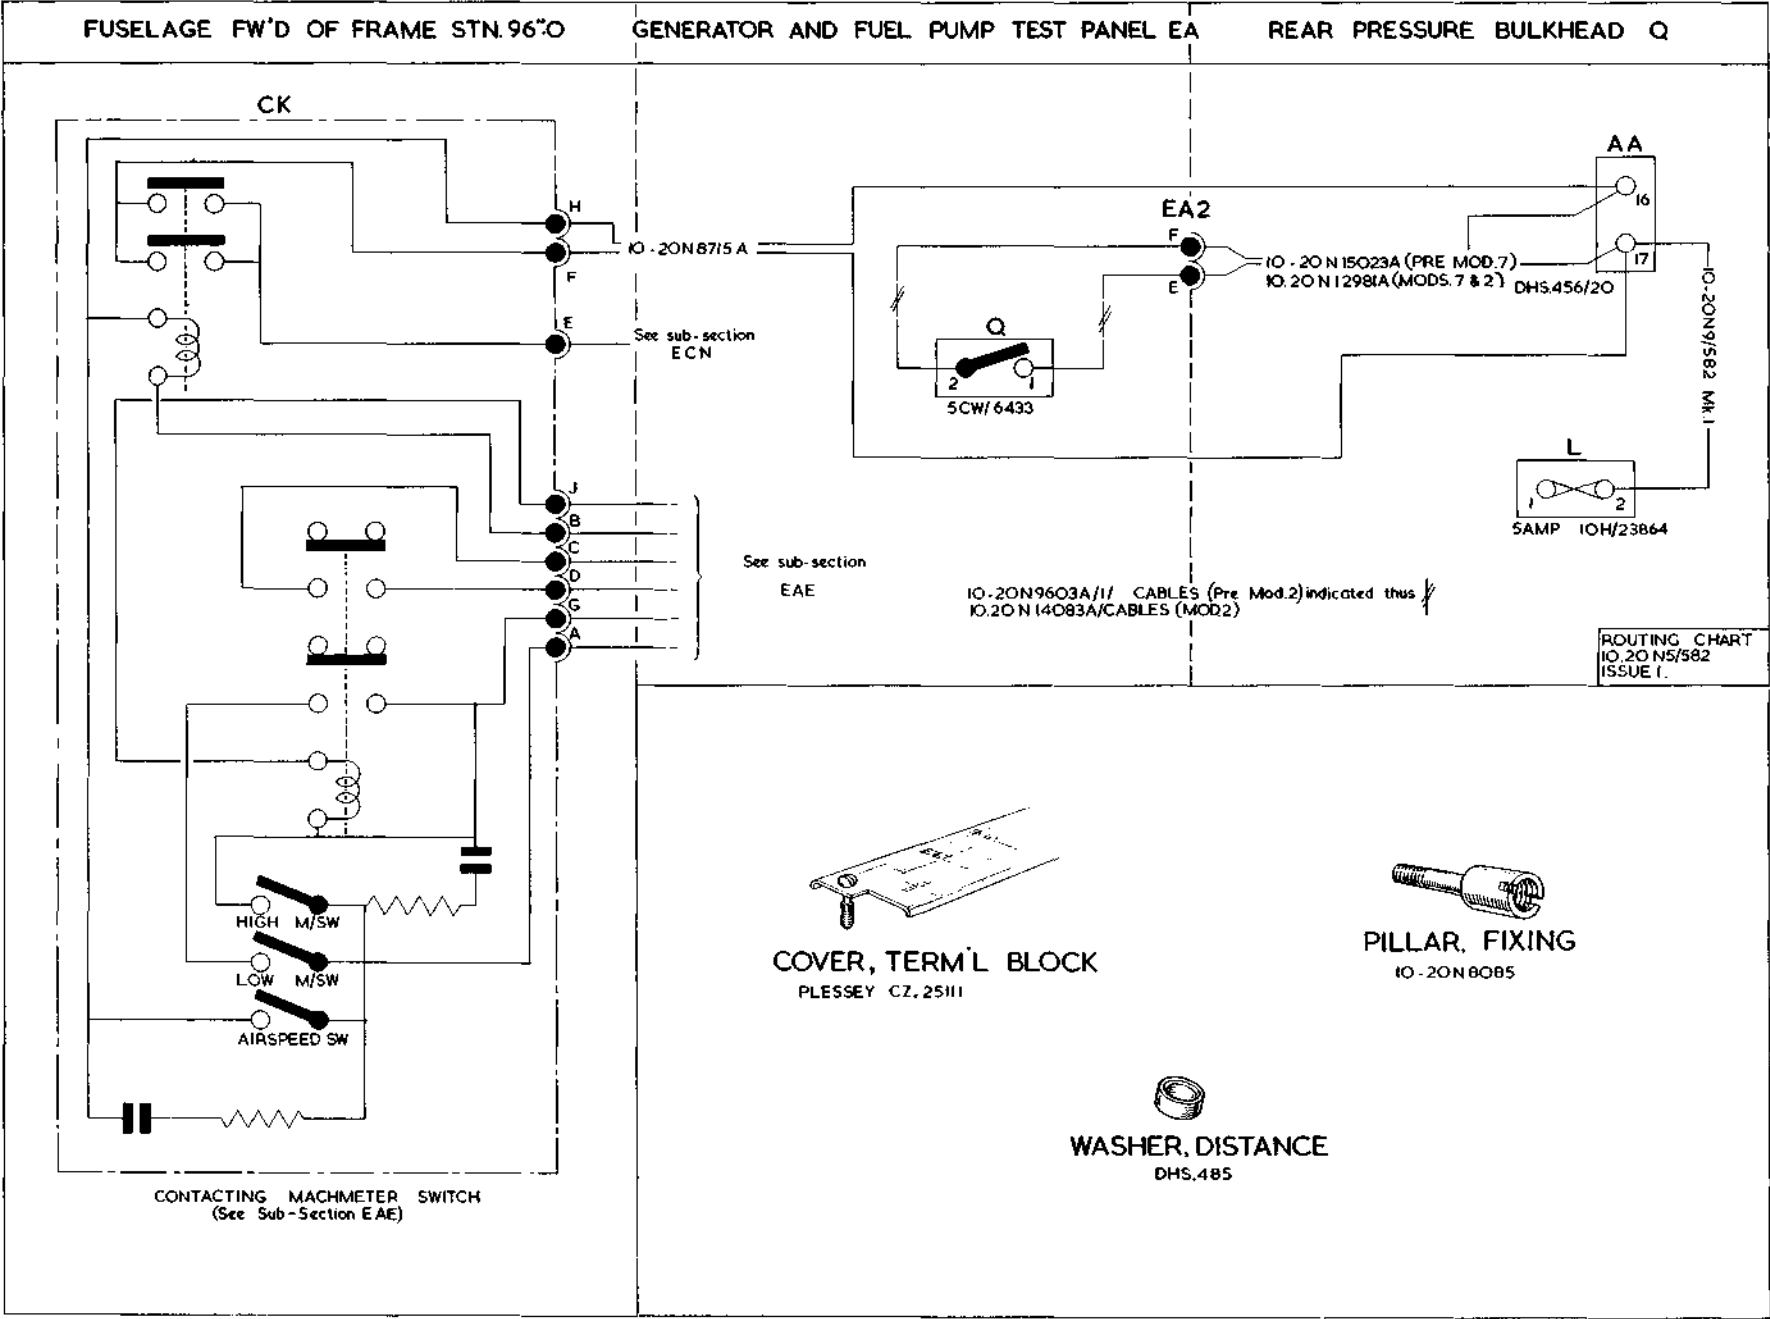 FUSELAGE FW'D OF FRAME STN. 96"·0
GENERATOR AND FUEL PUMP TEST PANEL EA
REAR PRESSURE BULKHEAD Q
CK
H
F
E
10-20N8715A
See sub-section
ECN
J
B
C
D
G
A
See sub-section
EAE
HIGH M/SW
LOW M/SW
AIRSPEED SW
CONTACTING MACHMETER SWITCH
(See Sub-Section EAE)
EA2
F
E
Q
2 1
5CW/6433
10-20N15023A (PRE MOD.7)
10.20N12981A (MODS. 7 & 2)
DHS.456/20
AA
16
17
10-20N9/582 MK.1
L
1 2
5AMP 10H/23864
10-20N9603A/1/ CABLES (Pre Mod.2) indicated thus
10.20N14083A/CABLES (MOD2)
ROUTING CHART
10.20 N5/582
ISSUE 1.
COVER, TERM'L BLOCK
PLESSEY CZ.25111
PILLAR, FIXING
10-20N8085
WASHER, DISTANCE
DHS.485